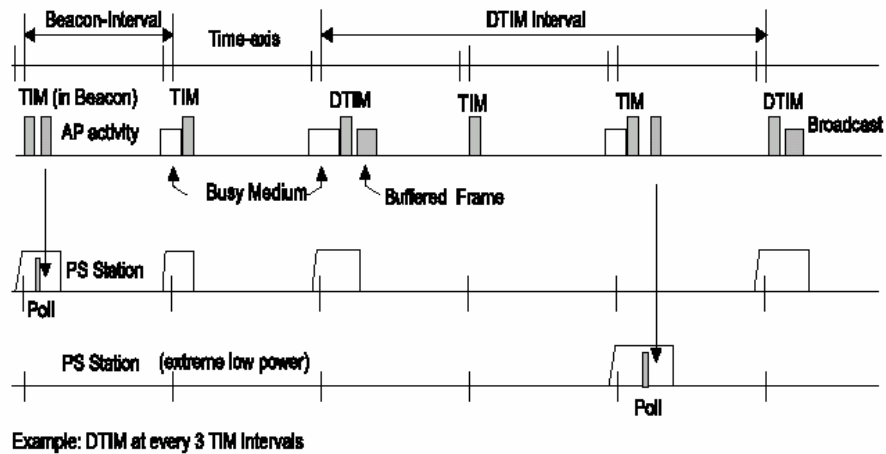 Beacon-Interval
Time-axis
DTIM Interval
TIM (in Beacon)
TIM
DTIM
TIM
TIM
DTIM
AP activity
Broadcast
Busy Medium
Buffered Frame
PS Station
Poll
PS Station (extreme low power)
Poll
Example: DTIM at every 3 TIM Intervals